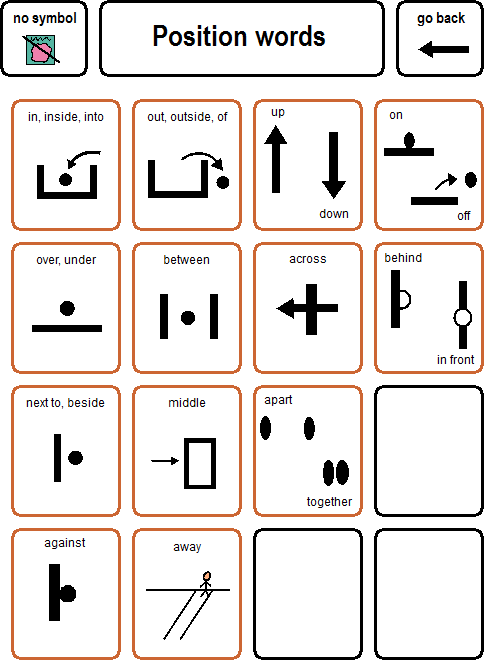 no symbol
Position words
go back
in, inside, into
out, outside, of
up
down
on
off
over, under
between
across
behind
in front
next to, beside
middle
apart
together
against
away